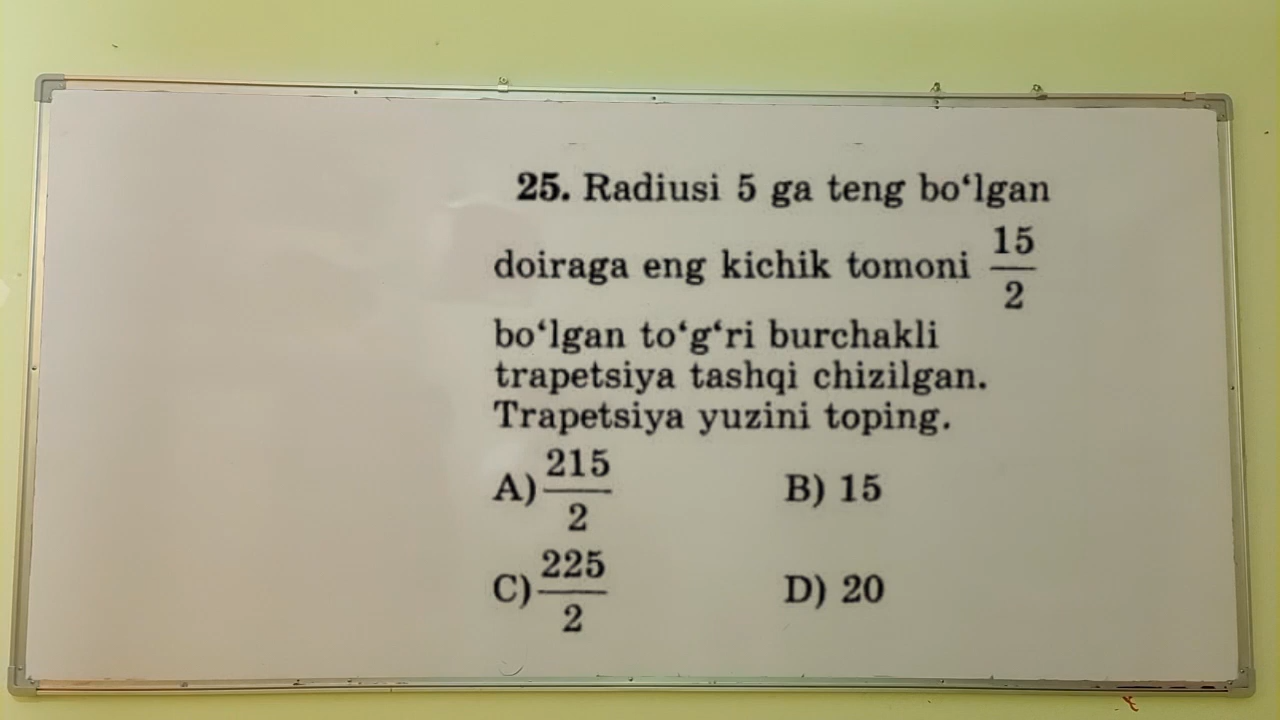 25. Radiusi 5 ga teng bo‘lgan
doiraga eng kichik tomoni 15/2
bo‘lgan to‘g‘ri burchakli
trapetsiya tashqi chizilgan.
Trapetsiya yuzini toping.
A) 215/2 B) 15
C) 225/2 D) 20